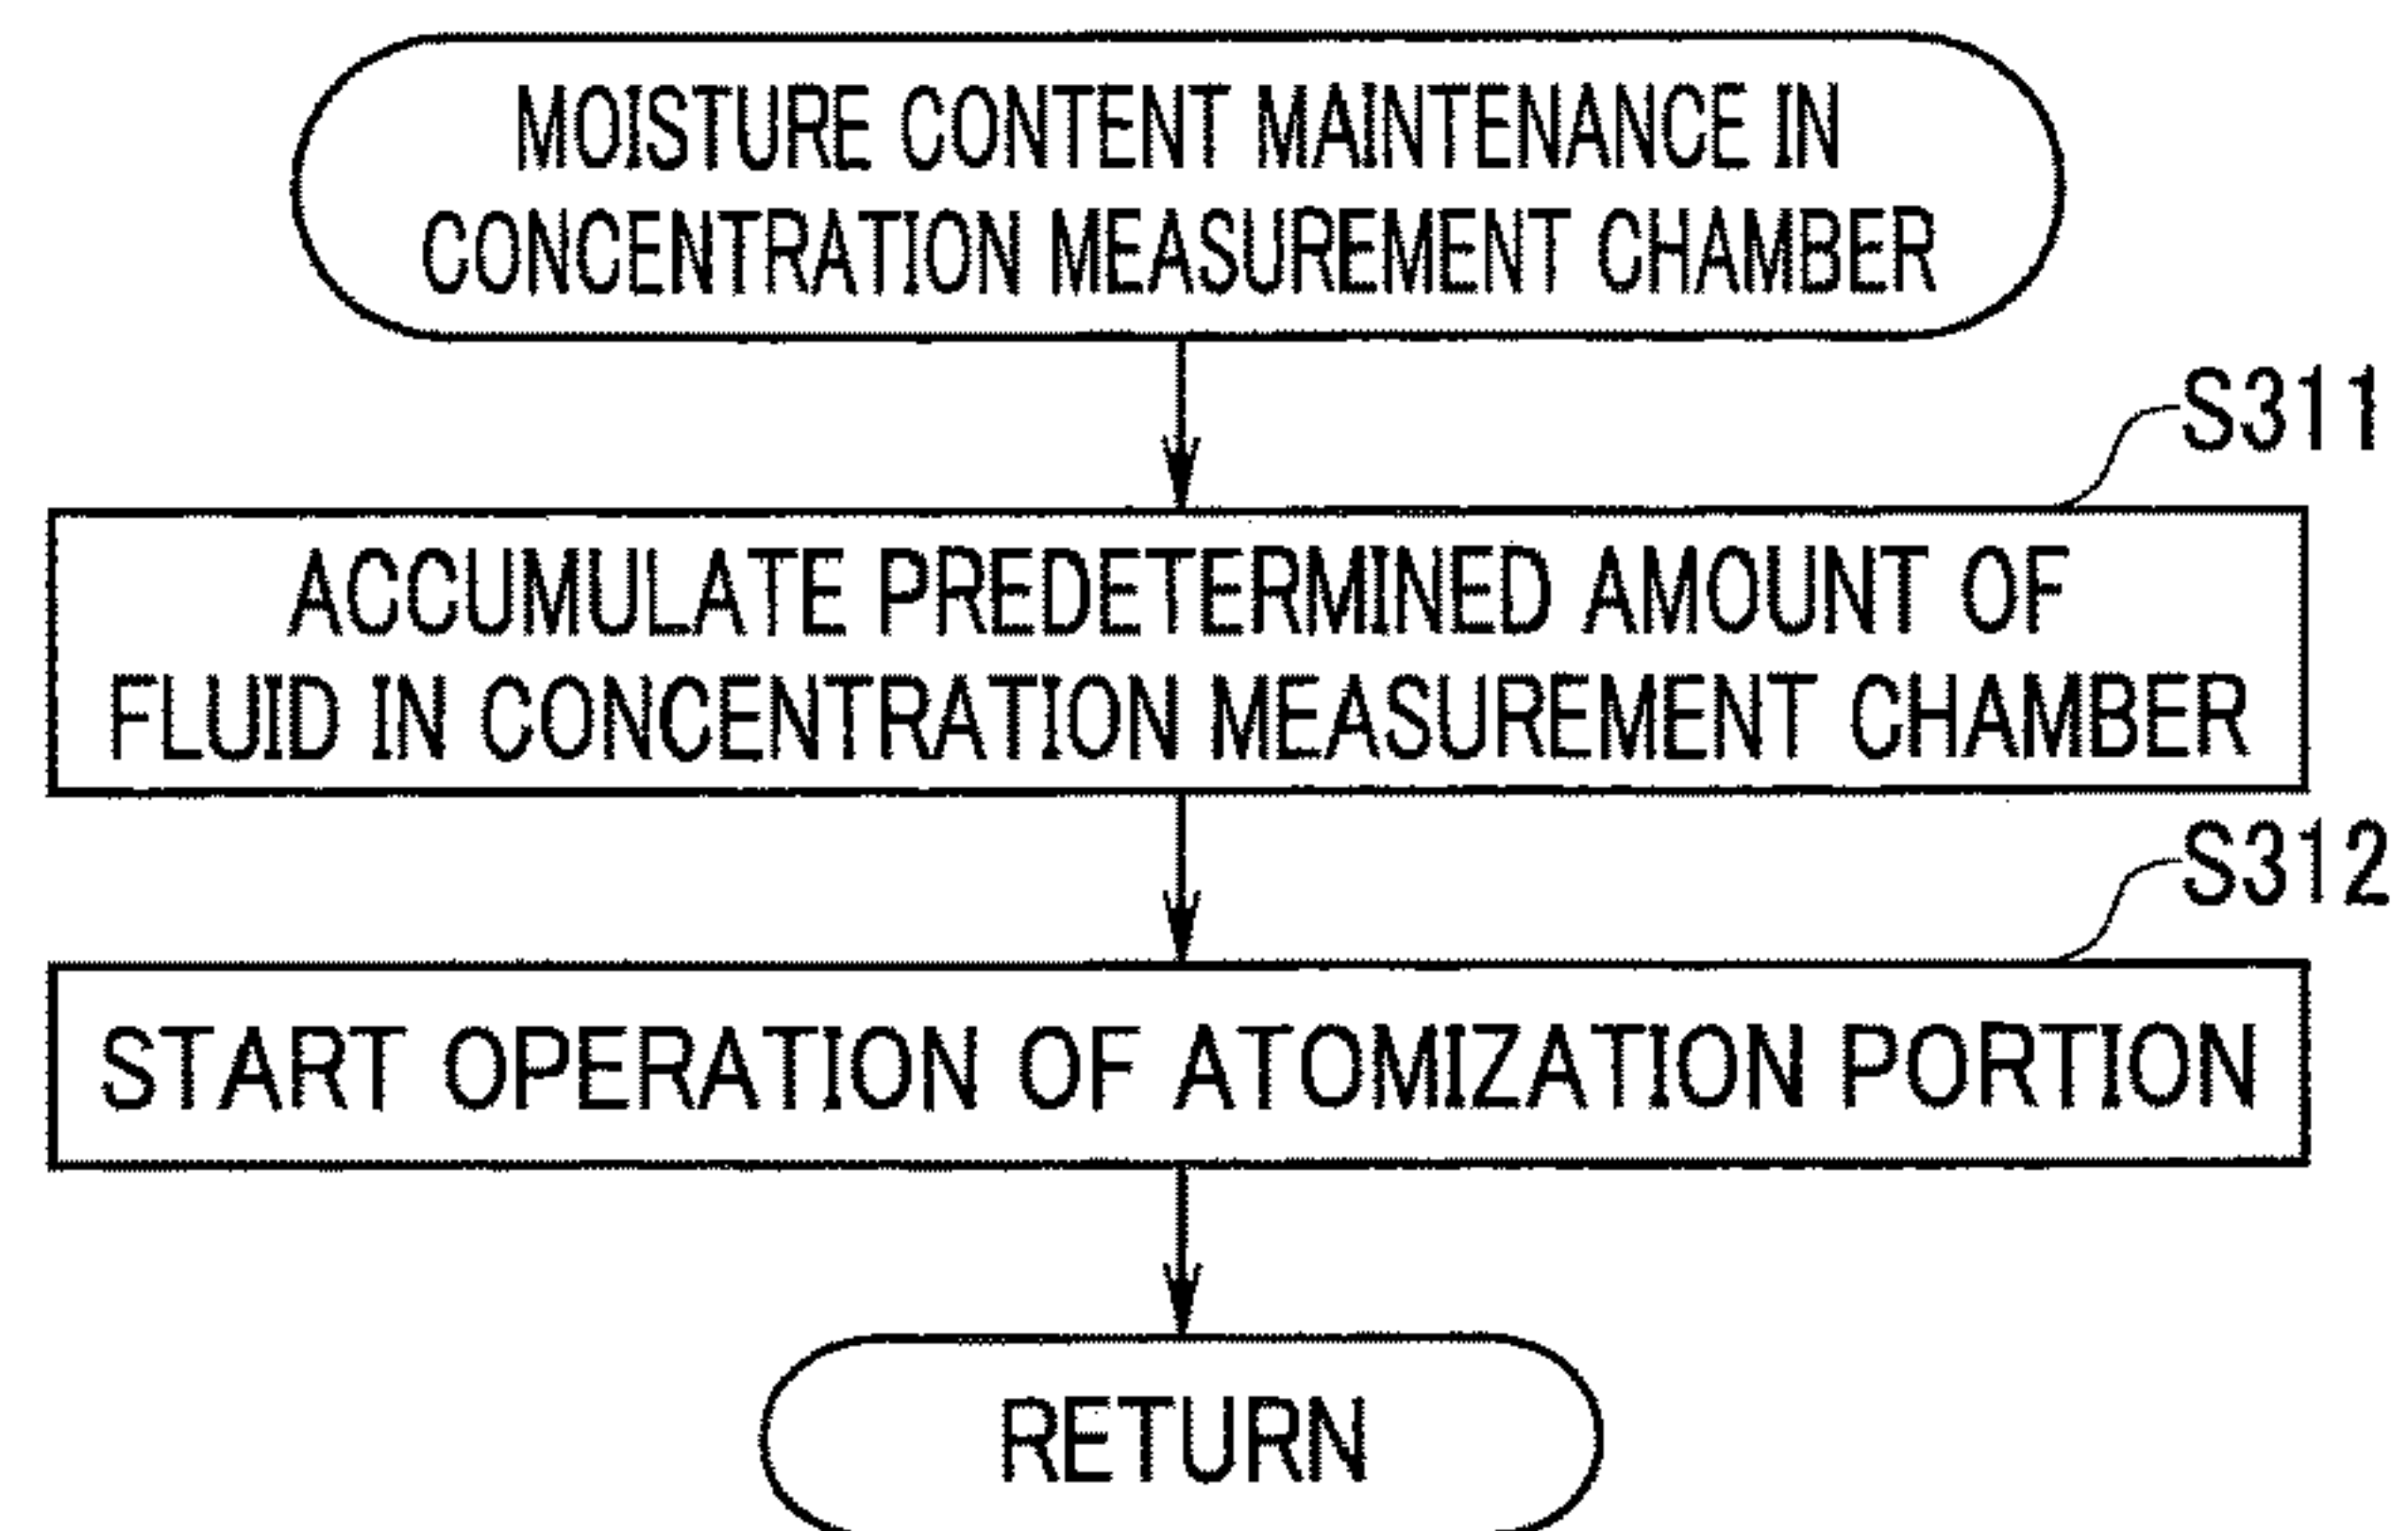 MOISTURE CONTENT MAINTENANCE IN
CONCENTRATION MEASUREMENT CHAMBER
S311
ACCUMULATE PREDETERMINED AMOUNT OF
FLUID IN CONCENTRATION MEASUREMENT CHAMBER
S312
START OPERATION OF ATOMIZATION PORTION
RETURN